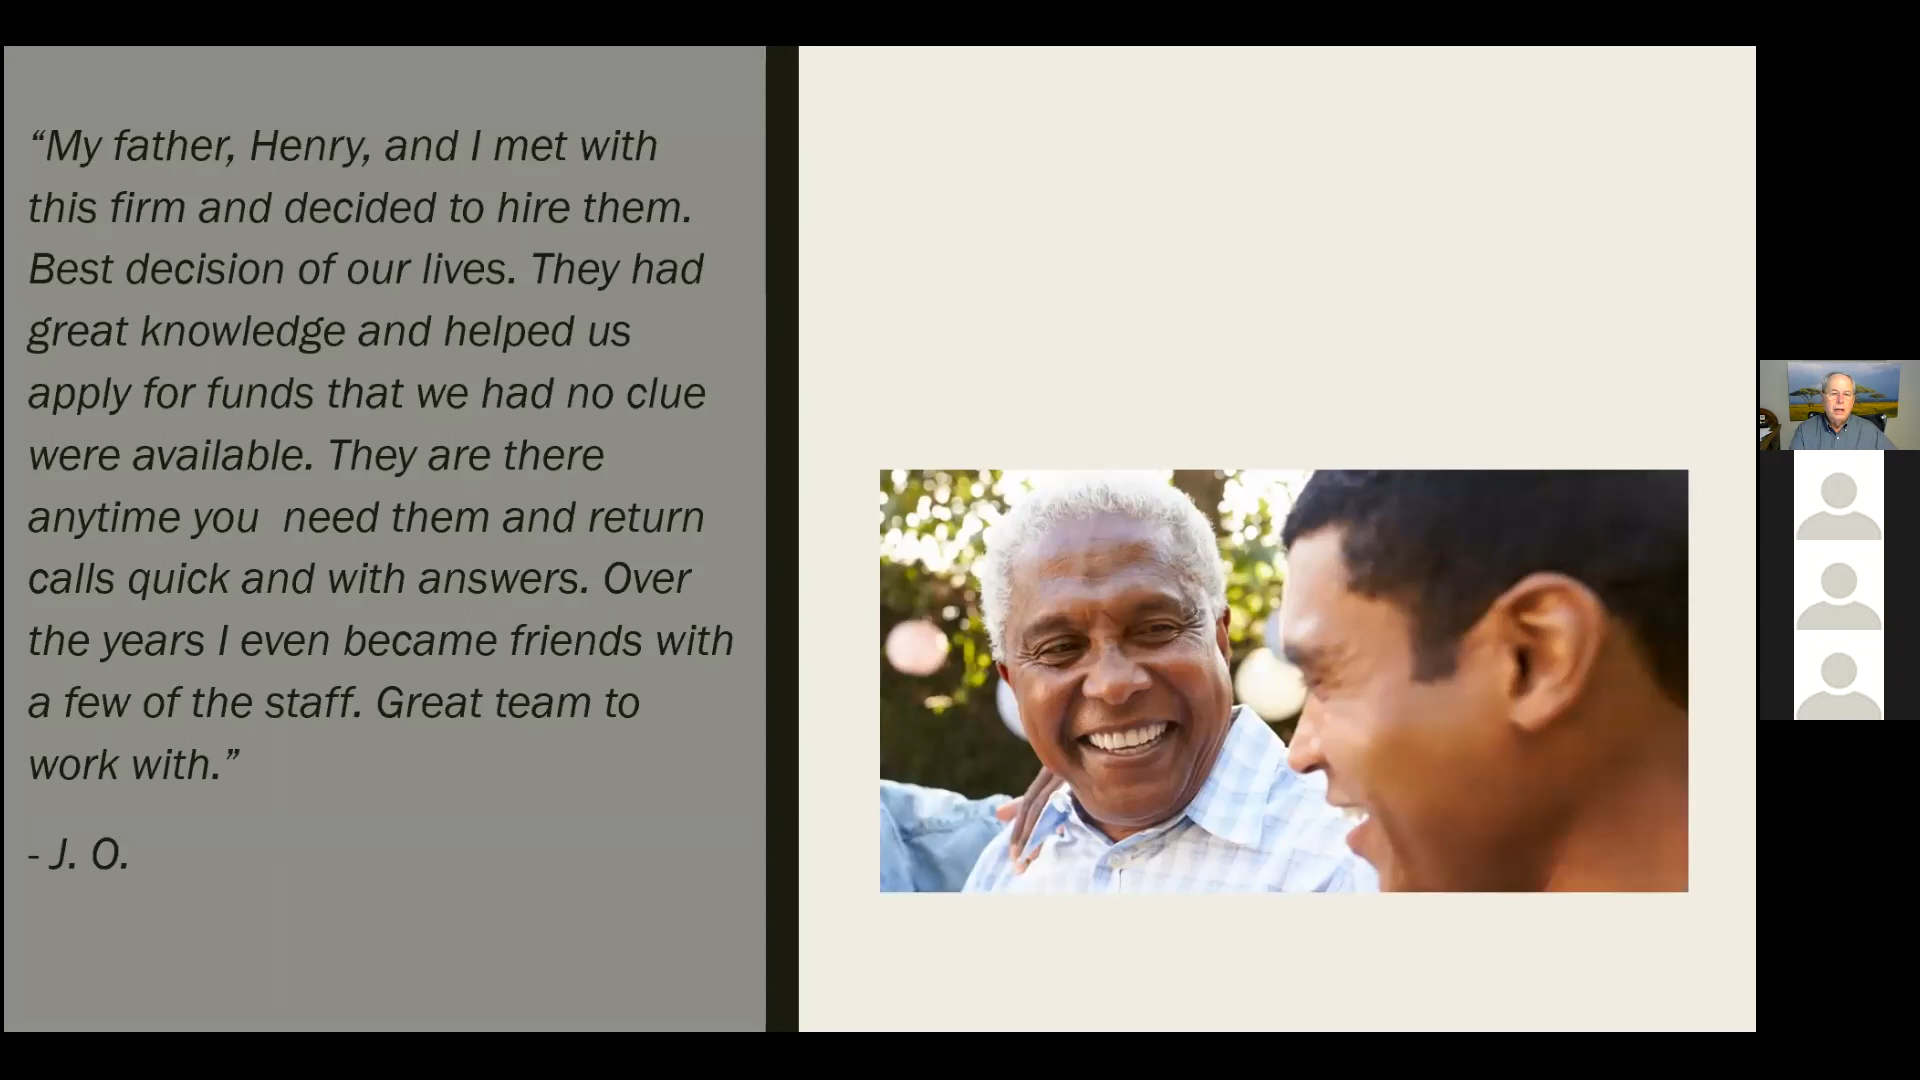 “My father, Henry, and I met with
this firm and decided to hire them.
Best decision of our lives. They had
great knowledge and helped us
apply for funds that we had no clue
were available. They are there
anytime you  need them and return
calls quick and with answers. Over
the years I even became friends with
a few of the staff. Great team to
work with.”
- J. O.